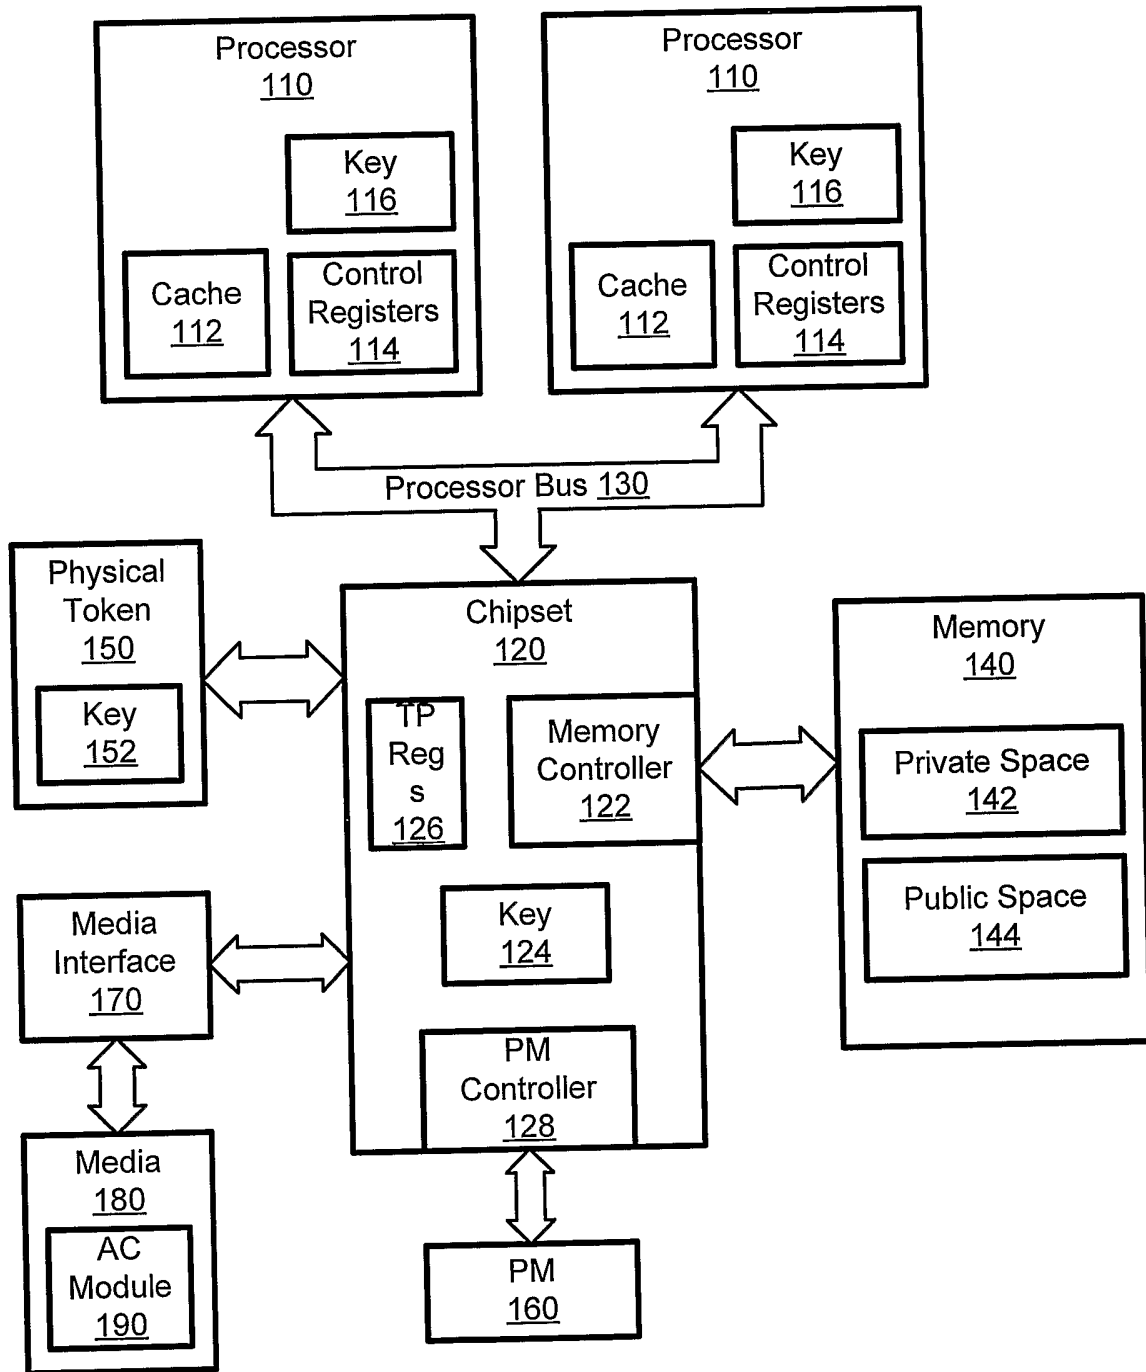 Processor
110
Key
116
Cache
112
Control
Registers
114
Processor
110
Key
116
Cache
112
Control
Registers
114
Processor Bus 130
Physical
Token
150
Key
152
Chipset
120
TP
Reg
s
126
Memory
Controller
122
Key
124
PM
Controller
128
Memory
140
Private Space
142
Public Space
144
Media
Interface
170
Media
180
AC
Module
190
PM
160